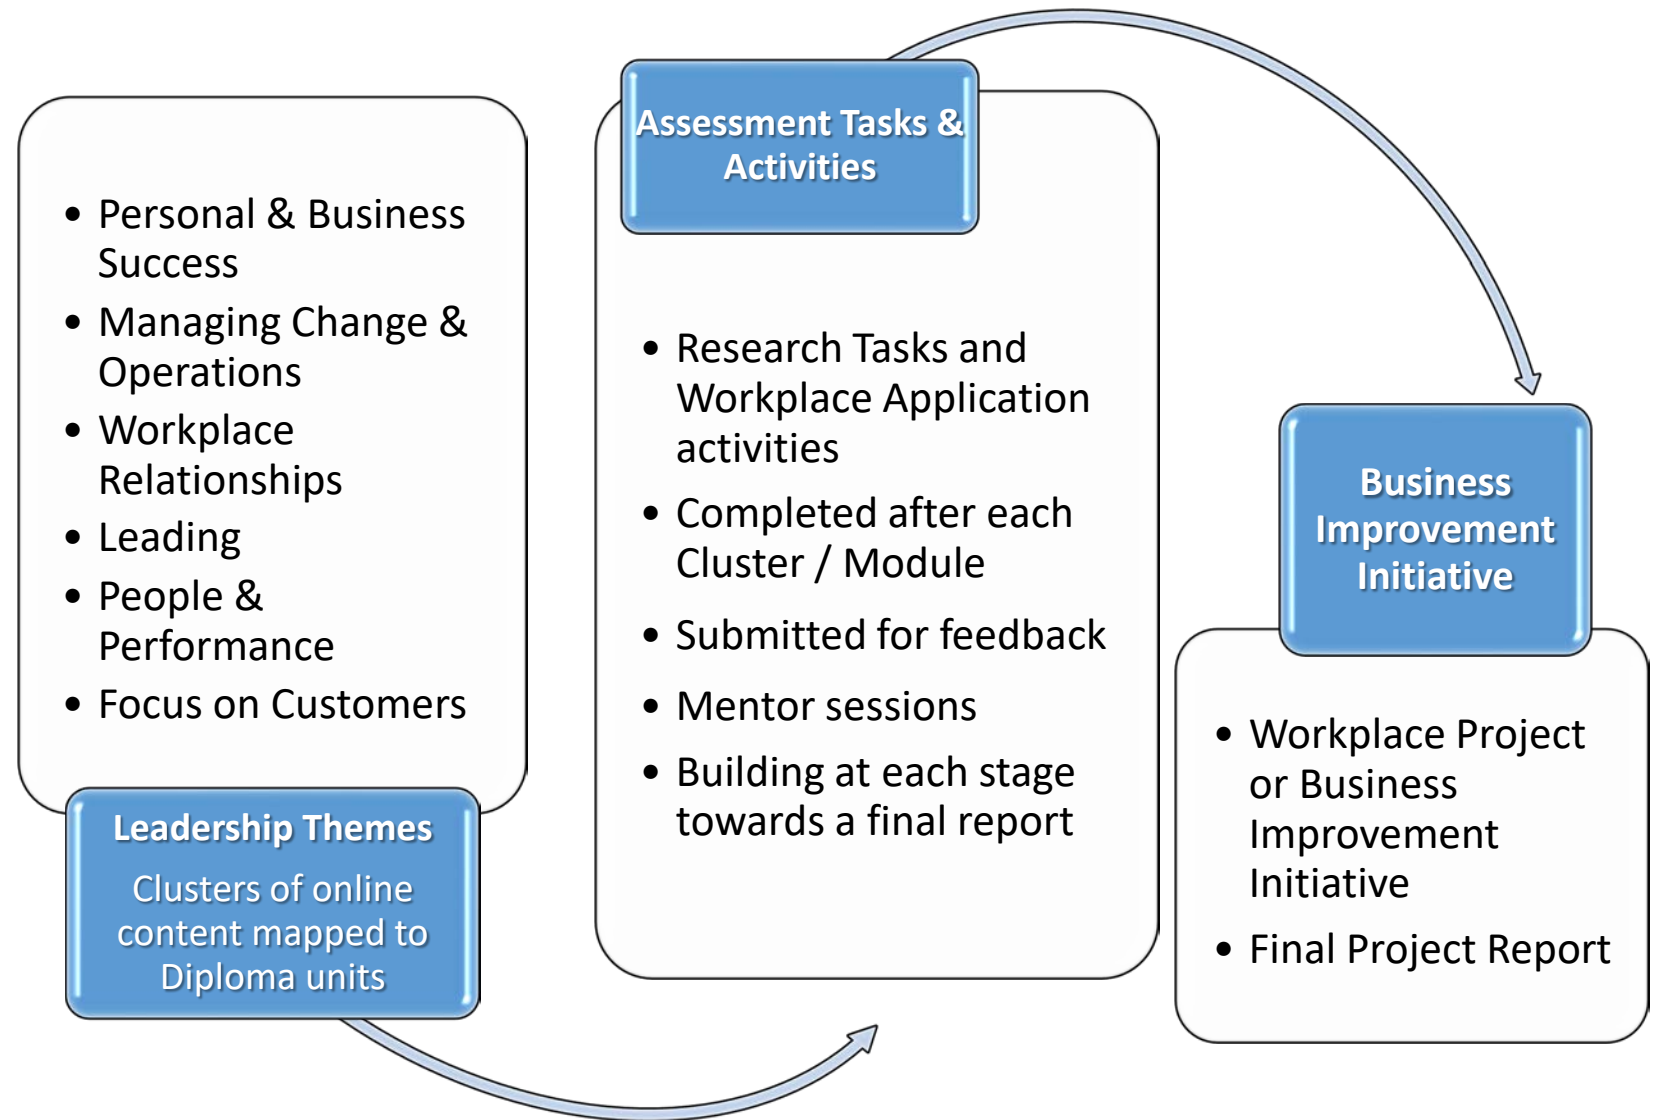 • Personal & Business
Success
• Managing Change &
Operations
• Workplace
Relationships
• Leading
• People &
Performance
• Focus on Customers
Leadership Themes
Clusters of online
content mapped to
Diploma units
Assessment Tasks &
Activities
• Research Tasks and
Workplace Application
activities
• Completed after each
Cluster / Module
• Submitted for feedback
• Mentor sessions
• Building at each stage
towards a final report
Business
Improvement
Initiative
• Workplace Project
or Business
Improvement
Initiative
• Final Project Report